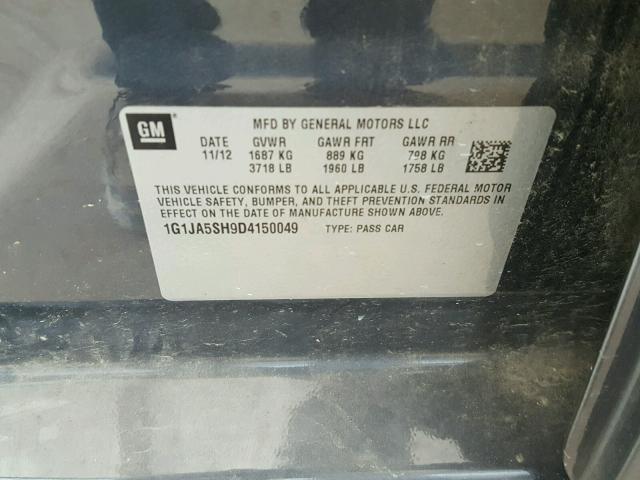 GM
MFD BY GENERAL MOTORS LLC
DATE GVWR GAWR FRT GAWR RR
11/12 1687 KG 889 KG 798 KG
3718 LB 1960 LB 1758 LB
THIS VEHICLE CONFORMS TO ALL APPLICABLE U.S. FEDERAL MOTOR
VEHICLE SAFETY, BUMPER, AND THEFT PREVENTION STANDARDS IN
EFFECT ON THE DATE OF MANUFACTURE SHOWN ABOVE.
1G1JA5SH9D4150049 TYPE: PASS CAR